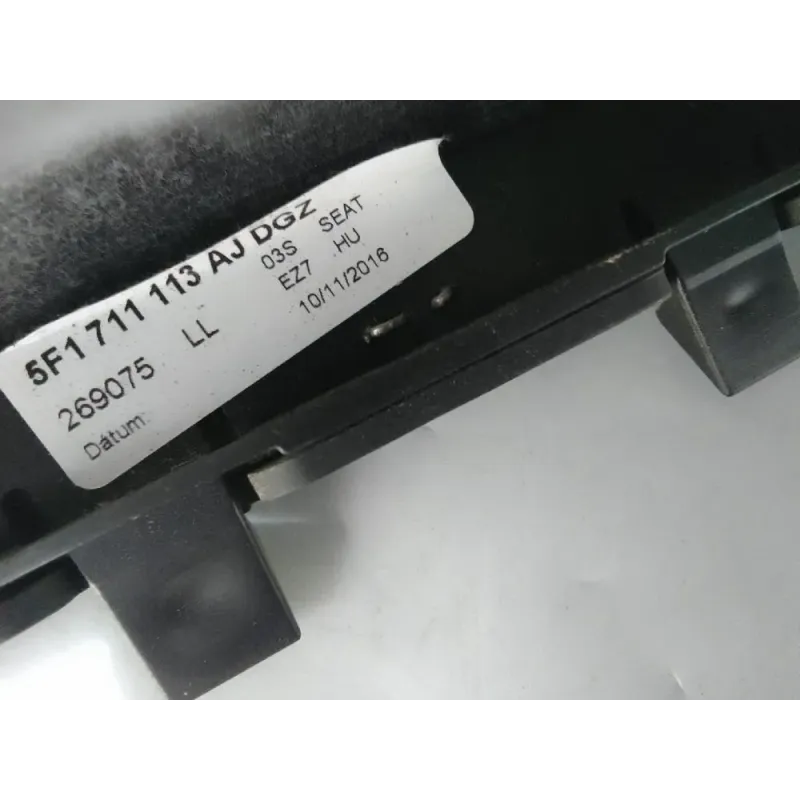 5F1 711 113 AJ DGZ
03S SEAT
269075 LL EZ7 HU
Dátum: 10/11/2016